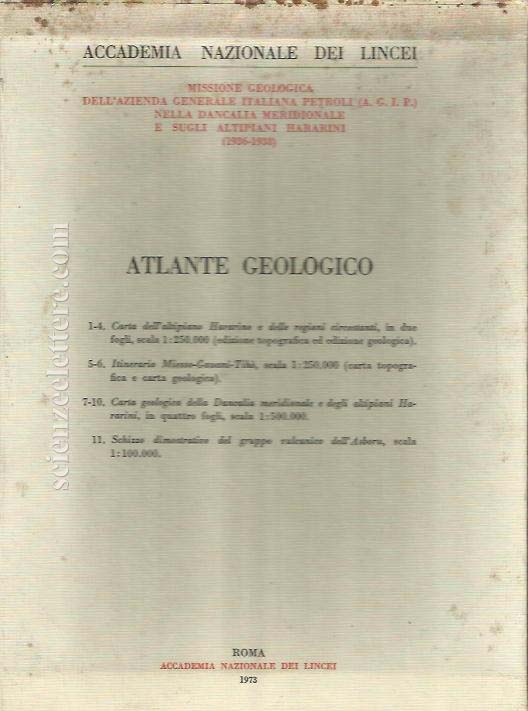 ACCADEMIA NAZIONALE DEI LINCEI
MISSIONE GEOLOGICA
DELL'AZIENDA GENERALE ITALIANA PETROLI (A. G. I. P.)
NELLA DANCALIA MERIDIONALE
E SUGLI ALTIPIANI HARARINI
(1936-1938)
ATLANTE GEOLOGICO
1-4. Carta dell'altipiano Hararino e delle regioni circostanti, in due
fogli, scala 1:250.000 (edizione topografica ed edizione geologica).
5-6. Itinerario Miesso-Gauani-Tihò, scala 1:250.000 (carta topogra-
fica e carta geologica).
7-10. Carta geologica della Dancalia meridionale e degli altipiani Ha-
rarini, in quattro fogli, scala 1:500.000.
11. Schizzo dimostrativo del gruppo vulcanico dell'Asboru, scala
1:100.000.
ROMA
ACCADEMIA NAZIONALE DEI LINCEI
1973
scienzeelettere.com